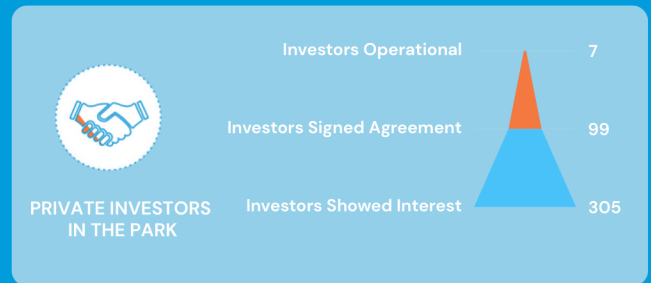 Investors Operational 7
Investors Signed Agreement 99
Investors Showed Interest 305
PRIVATE INVESTORS
IN THE PARK